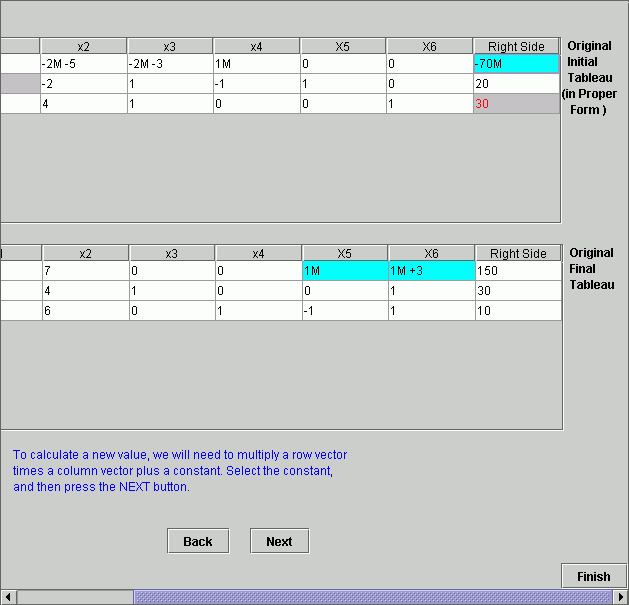 x2 x3 x4 X5 X6 Right Side
-2M -5 -2M -3 1M 0 0 -70M
-2 1 -1 1 0 20
4 1 0 0 1 30
Original
Initial
Tableau
(in Proper
Form )
x2 x3 x4 X5 X6 Right Side
7 0 0 1M 1M +3 150
4 1 0 0 1 30
6 0 1 -1 1 10
Original
Final
Tableau
To calculate a new value, we will need to multiply a row vector
times a column vector plus a constant. Select the constant,
and then press the NEXT button.
Back Next
Finish